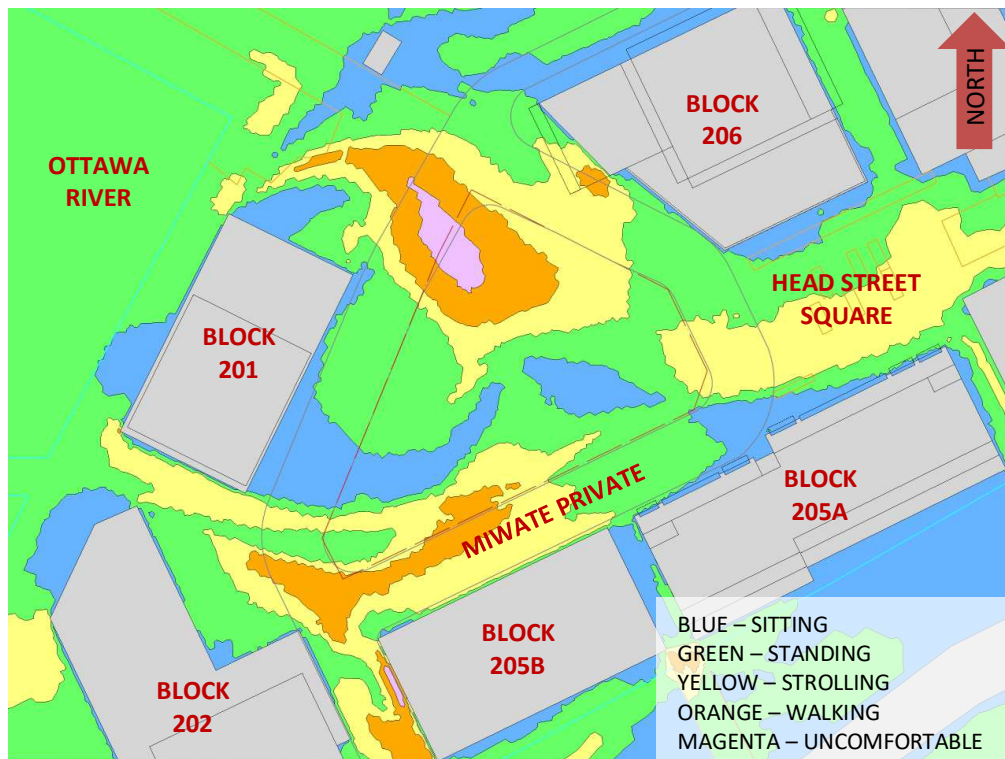 NORTH
BLOCK
206
OTTAWA
RIVER
HEAD STREET
SQUARE
BLOCK
201
MIWATE PRIVATE
BLOCK
205A
BLOCK
205B
BLOCK
202
BLUE – SITTING
GREEN – STANDING
YELLOW – STROLLING
ORANGE – WALKING
MAGENTA – UNCOMFORTABLE